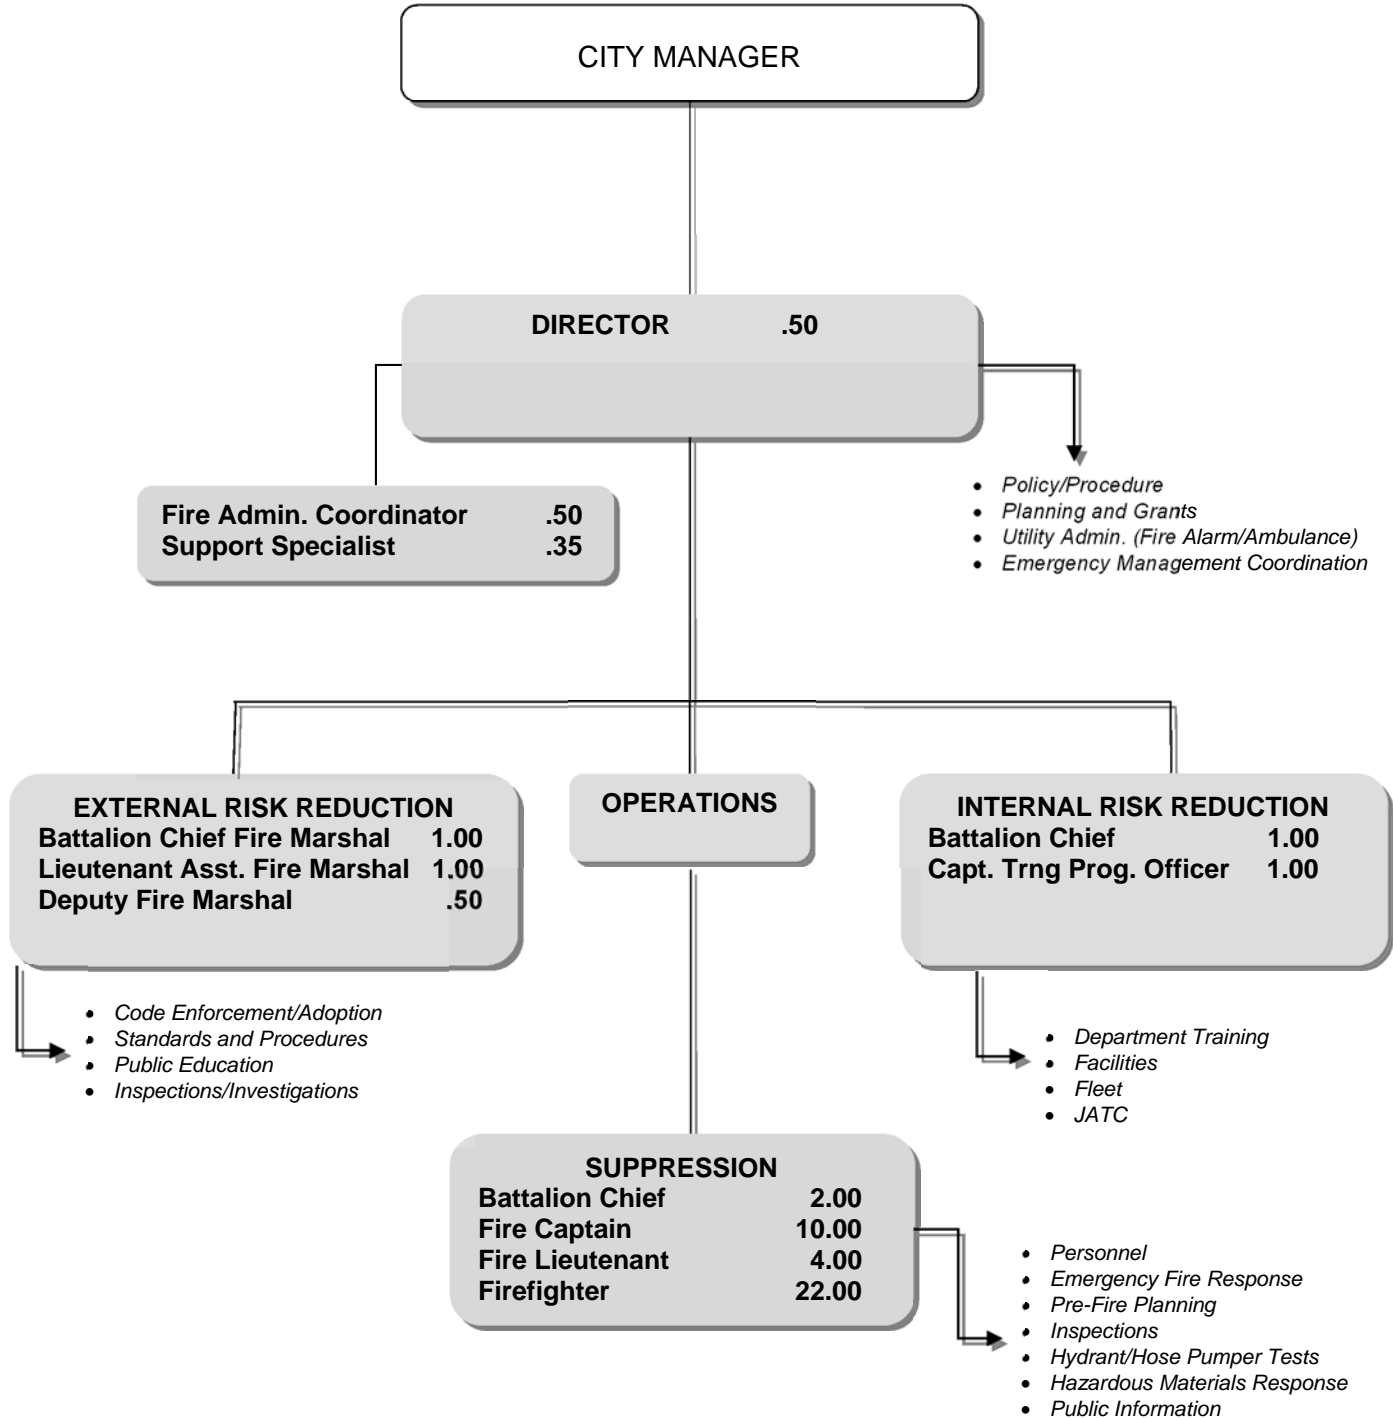 CITY MANAGER
DIRECTOR .50
Fire Admin. Coordinator .50
Support Specialist .35
• Policy/Procedure
• Planning and Grants
• Utility Admin. (Fire Alarm/Ambulance)
• Emergency Management Coordination
EXTERNAL RISK REDUCTION
Battalion Chief Fire Marshal 1.00
Lieutenant Asst. Fire Marshal 1.00
Deputy Fire Marshal .50
• Code Enforcement/Adoption
• Standards and Procedures
• Public Education
• Inspections/Investigations
OPERATIONS
INTERNAL RISK REDUCTION
Battalion Chief 1.00
Capt. Trng Prog. Officer 1.00
• Department Training
• Facilities
• Fleet
• JATC
SUPPRESSION
Battalion Chief 2.00
Fire Captain 10.00
Fire Lieutenant 4.00
Firefighter 22.00
• Personnel
• Emergency Fire Response
• Pre-Fire Planning
• Inspections
• Hydrant/Hose Pumper Tests
• Hazardous Materials Response
• Public Information